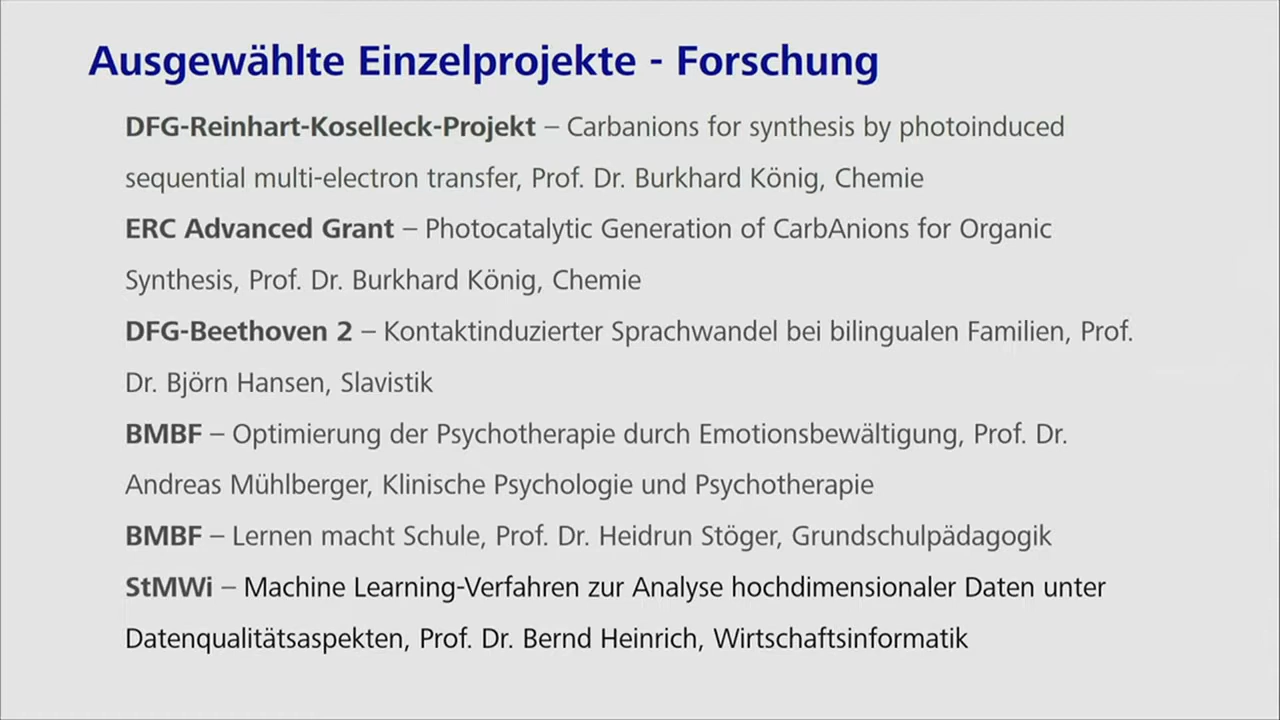 Ausgewählte Einzelprojekte - Forschung
DFG-Reinhart-Koselleck-Projekt – Carbanions for synthesis by photoinduced
sequential multi-electron transfer, Prof. Dr. Burkhard König, Chemie
ERC Advanced Grant – Photocatalytic Generation of CarbAnions for Organic
Synthesis, Prof. Dr. Burkhard König, Chemie
DFG-Beethoven 2 – Kontaktinduzierter Sprachwandel bei bilingualen Familien, Prof.
Dr. Björn Hansen, Slavistik
BMBF – Optimierung der Psychotherapie durch Emotionsbewältigung, Prof. Dr.
Andreas Mühlberger, Klinische Psychologie und Psychotherapie
BMBF – Lernen macht Schule, Prof. Dr. Heidrun Stöger, Grundschulpädagogik
StMWi – Machine Learning-Verfahren zur Analyse hochdimensionaler Daten unter
Datenqualitätsaspekten, Prof. Dr. Bernd Heinrich, Wirtschaftsinformatik